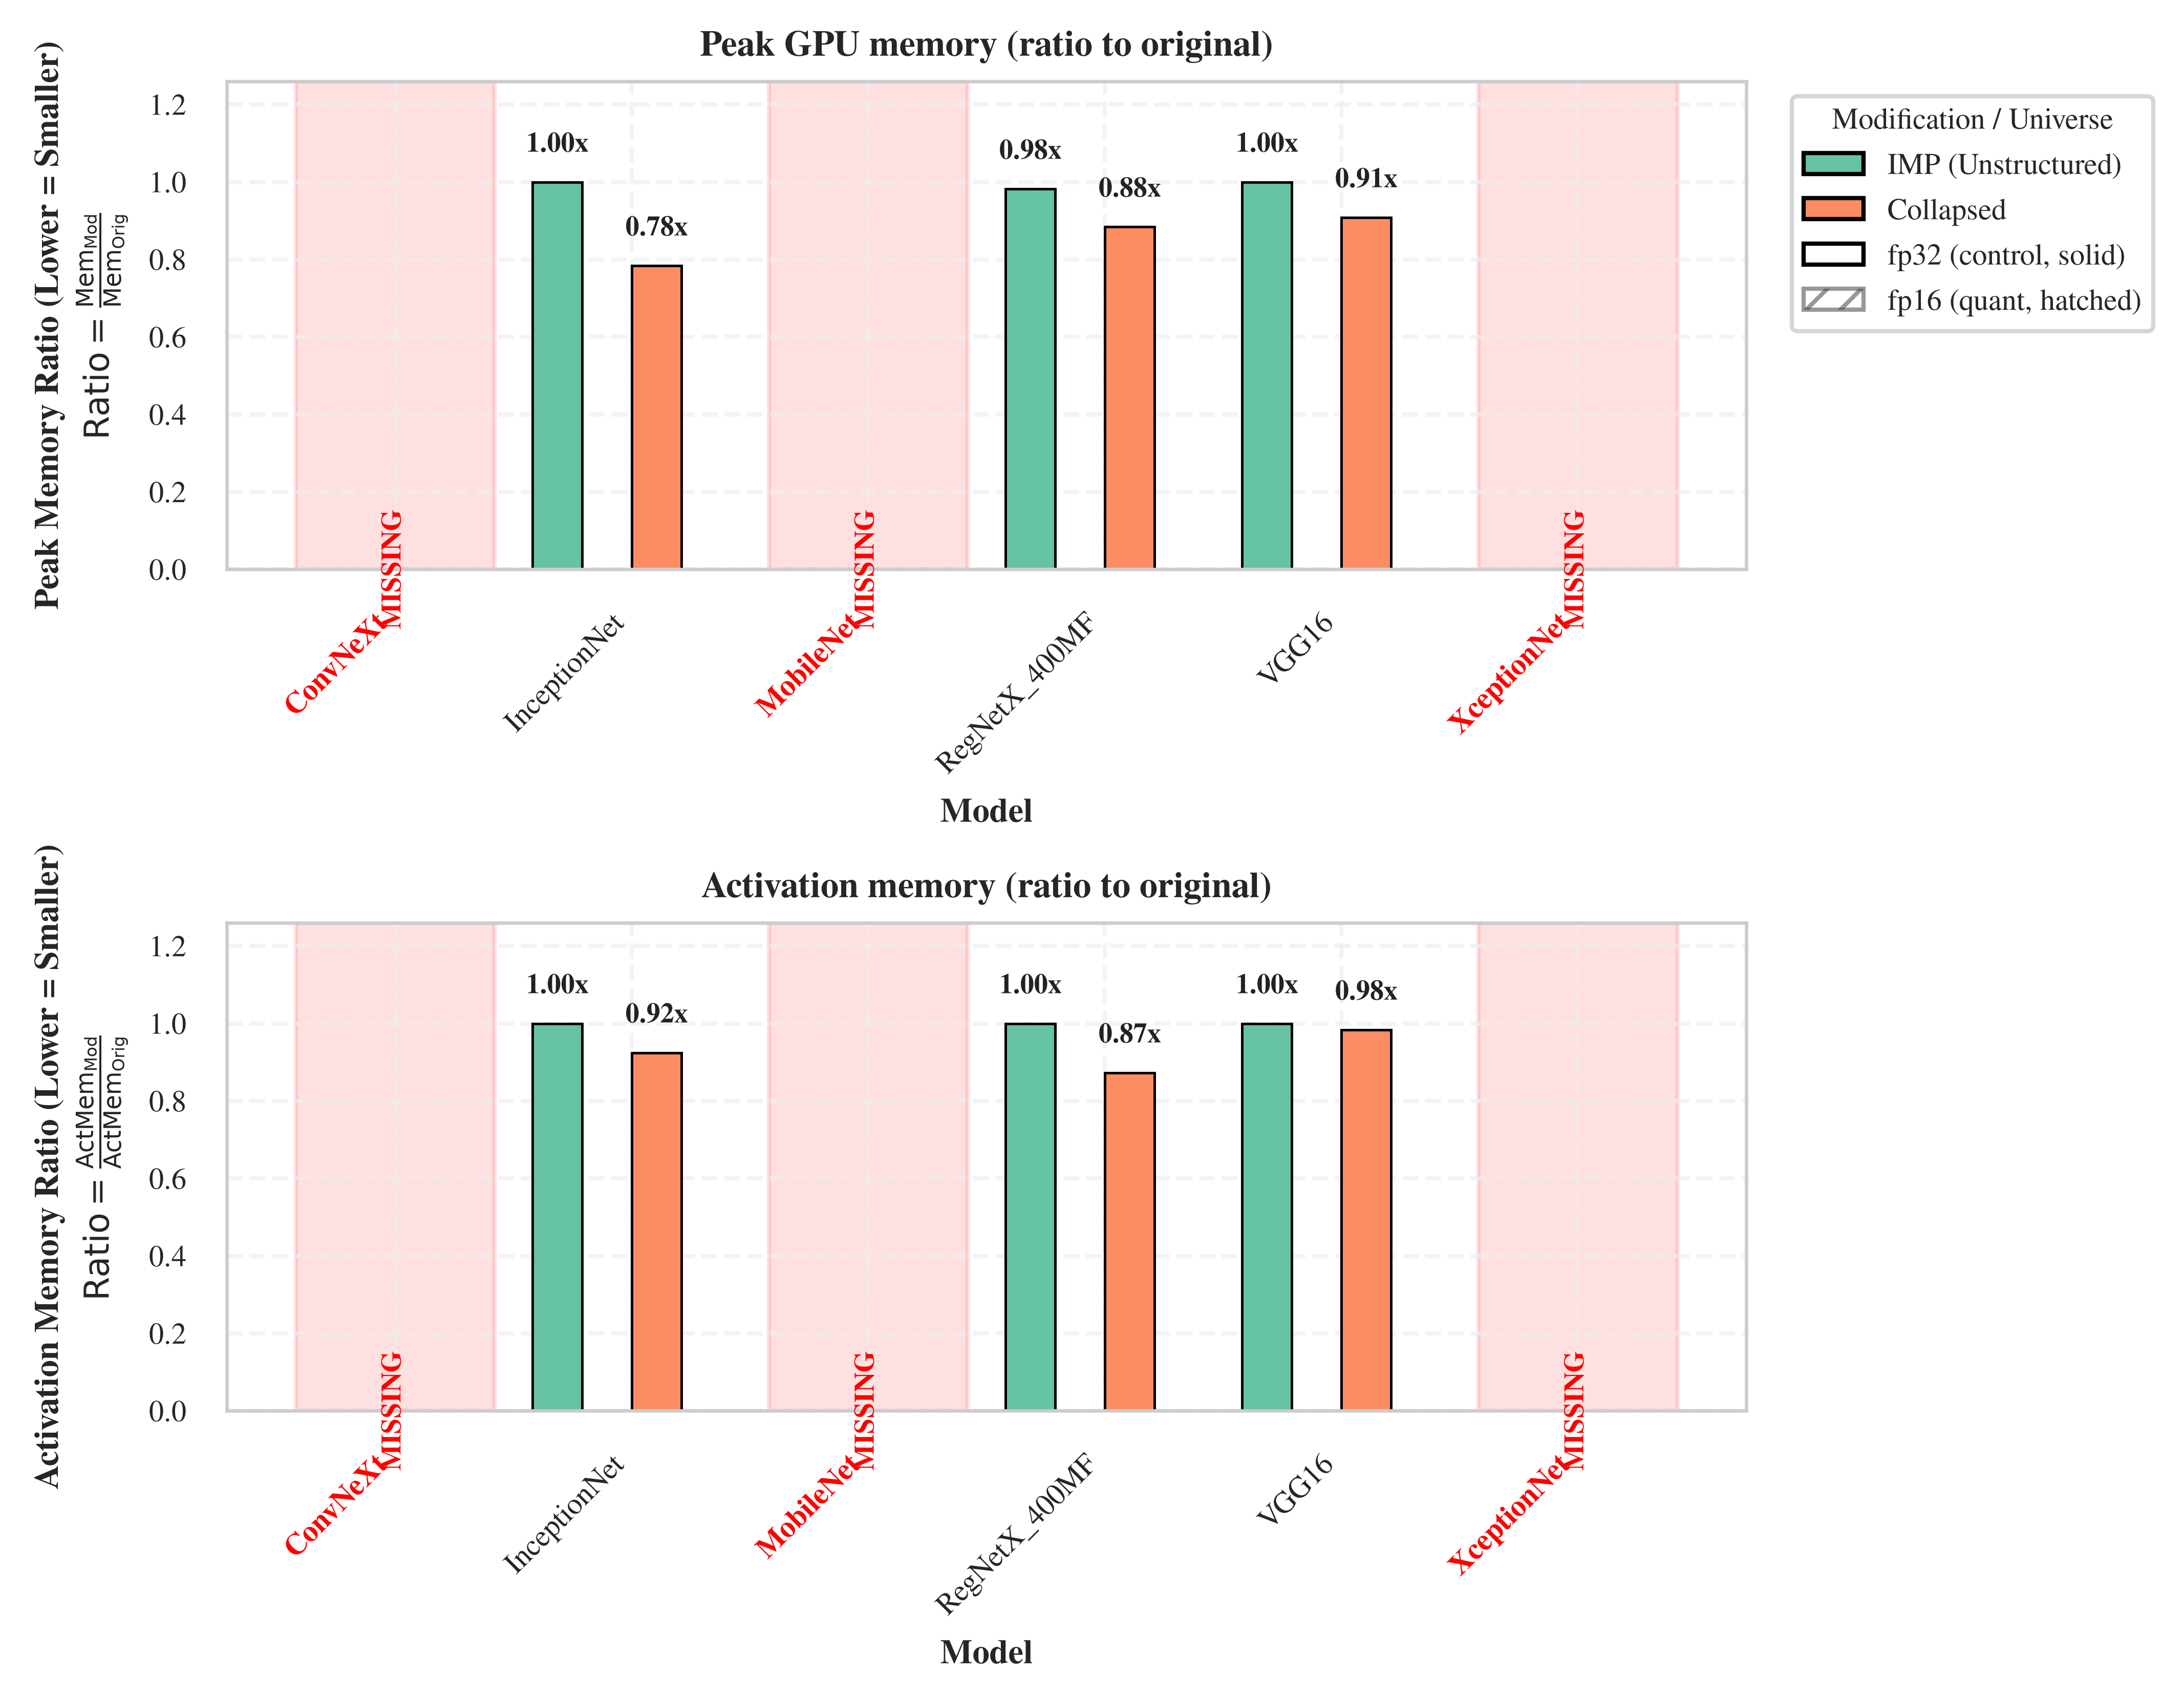 Peak GPU memory (ratio to original)
Peak Memory Ratio (Lower = Smaller)
Ratio = Mem_Mod / Mem_Orig
1.2
1.0
0.8
0.6
0.4
0.2
0.0
1.00x
0.78x
0.98x
0.88x
1.00x
0.91x
MISSING
MISSING
MISSING
ConvNeXt
InceptionNet
MobileNet
RegNetX_400MF
VGG16
XceptionNet
Model
Modification / Universe
IMP (Unstructured)
Collapsed
fp32 (control, solid)
fp16 (quant, hatched)
Activation memory (ratio to original)
Activation Memory Ratio (Lower = Smaller)
Ratio = ActMem_Mod / ActMem_Orig
1.2
1.0
0.8
0.6
0.4
0.2
0.0
1.00x
0.92x
1.00x
0.87x
1.00x
0.98x
MISSING
MISSING
MISSING
ConvNeXt
InceptionNet
MobileNet
RegNetX_400MF
VGG16
XceptionNet
Model